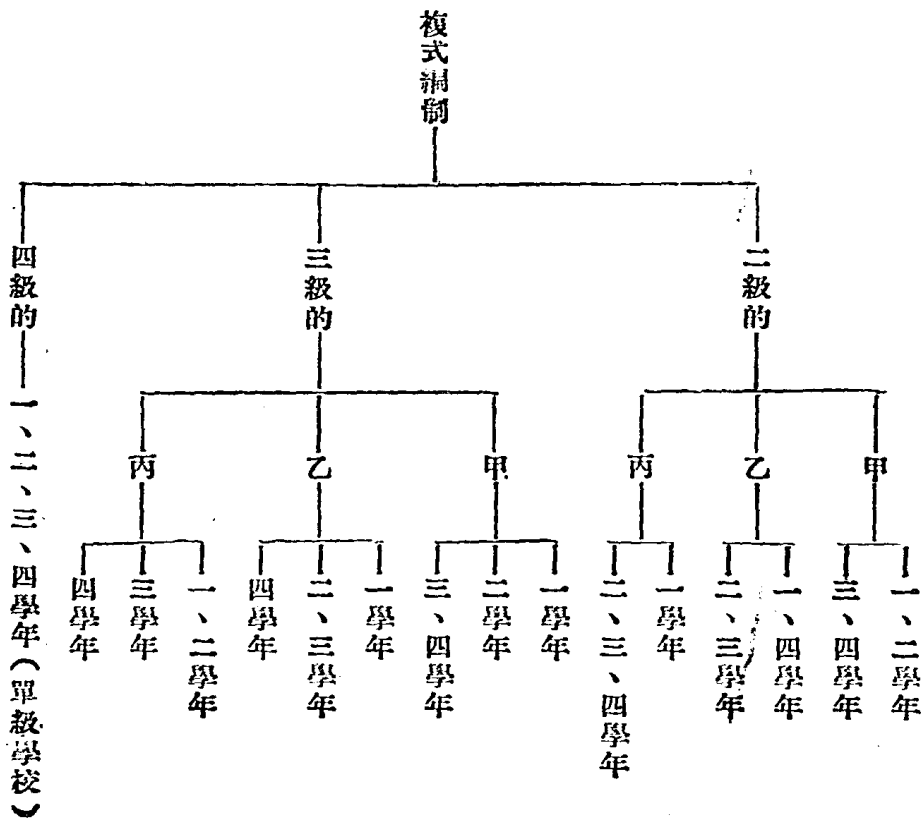 複式編制
二級的
甲
一、二學年
三、四學年
乙
一、四學年
二、三學年
丙
一學年
二、三、四學年
三級的
甲
一學年
二學年
三、四學年
乙
一學年
二、三學年
四學年
丙
一、二學年
三學年
四學年
四級的
一、二、三、四學年(單級學校)